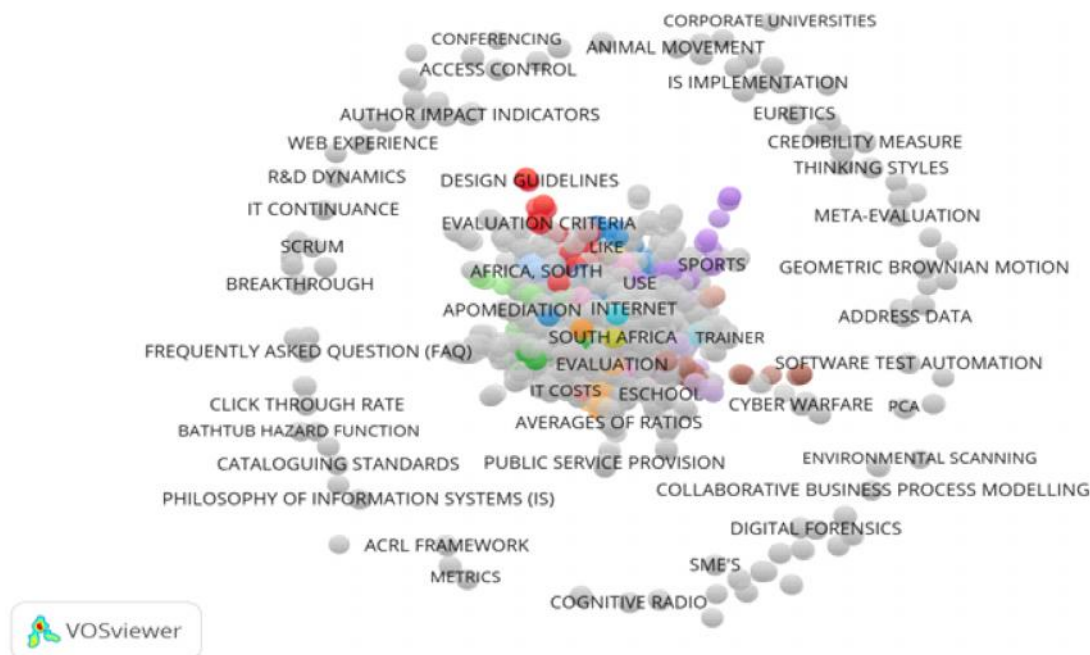 CORPORATE UNIVERSITIES
CONFERENCING
ANIMAL MOVEMENT
ACCESS CONTROL
IS IMPLEMENTATION
AUTHOR IMPACT INDICATORS
EURETICS
WEB EXPERIENCE
CREDIBILITY MEASURE
THINKING STYLES
R&D DYNAMICS
DESIGN GUIDELINES
IT CONTINUANCE
META-EVALUATION
EVALUATION CRITERIA
SCRUM
LIKE
SPORTS
GEOMETRIC BROWNIAN MOTION
AFRICA, SOUTH
BREAKTHROUGH
USE
APOMEDIATION
INTERNET
ADDRESS DATA
SOUTH AFRICA
TRAINER
FREQUENTLY ASKED QUESTION (FAQ)
EVALUATION
SOFTWARE TEST AUTOMATION
IT COSTS
ESCHOOL
CLICK THROUGH RATE
CYBER WARFARE
PCA
AVERAGES OF RATIOS
BATHTUB HAZARD FUNCTION
CATALOGUING STANDARDS
PUBLIC SERVICE PROVISION
ENVIRONMENTAL SCANNING
PHILOSOPHY OF INFORMATION SYSTEMS (IS)
COLLABORATIVE BUSINESS PROCESS MODELLING
DIGITAL FORENSICS
ACRL FRAMEWORK
SME'S
METRICS
COGNITIVE RADIO
VOSviewer